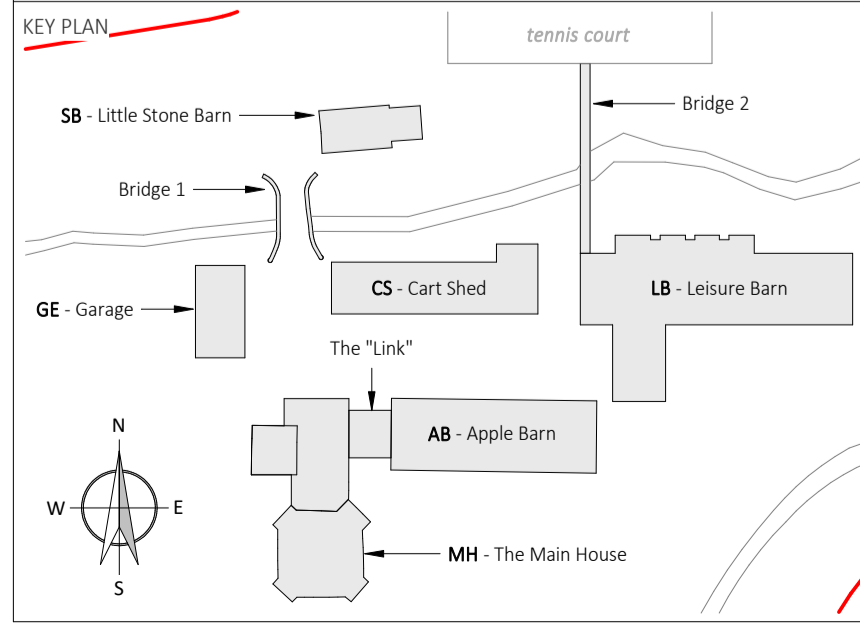 KEY PLAN
tennis court
SB - Little Stone Barn
Bridge 2
Bridge 1
CS - Cart Shed
LB - Leisure Barn
GE - Garage
The "Link"
AB - Apple Barn
N
W
E
S
MH - The Main House